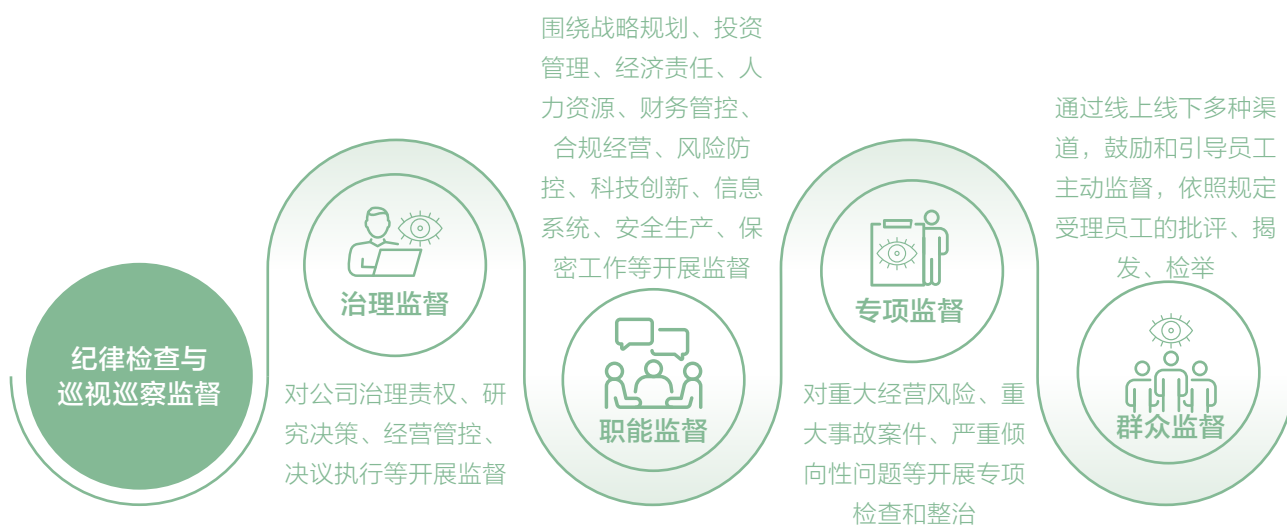 纪律检查与
巡视巡察监督
治理监督
对公司治理责权、研
究决策、经营管控、
决议执行等开展监督
围绕战略规划、投资
管理、经济责任、人
力资源、财务管控、
合规经营、风险防
控、科技创新、信息
系统、安全生产、保
密工作等开展监督
职能监督
专项监督
对重大经营风险、重
大事故案件、严重倾
向性问题等开展专项
检查和整治
通过线上线下多种渠
道，鼓励和引导员工
主动监督，依照规定
受理员工的批评、揭
发、检举
群众监督